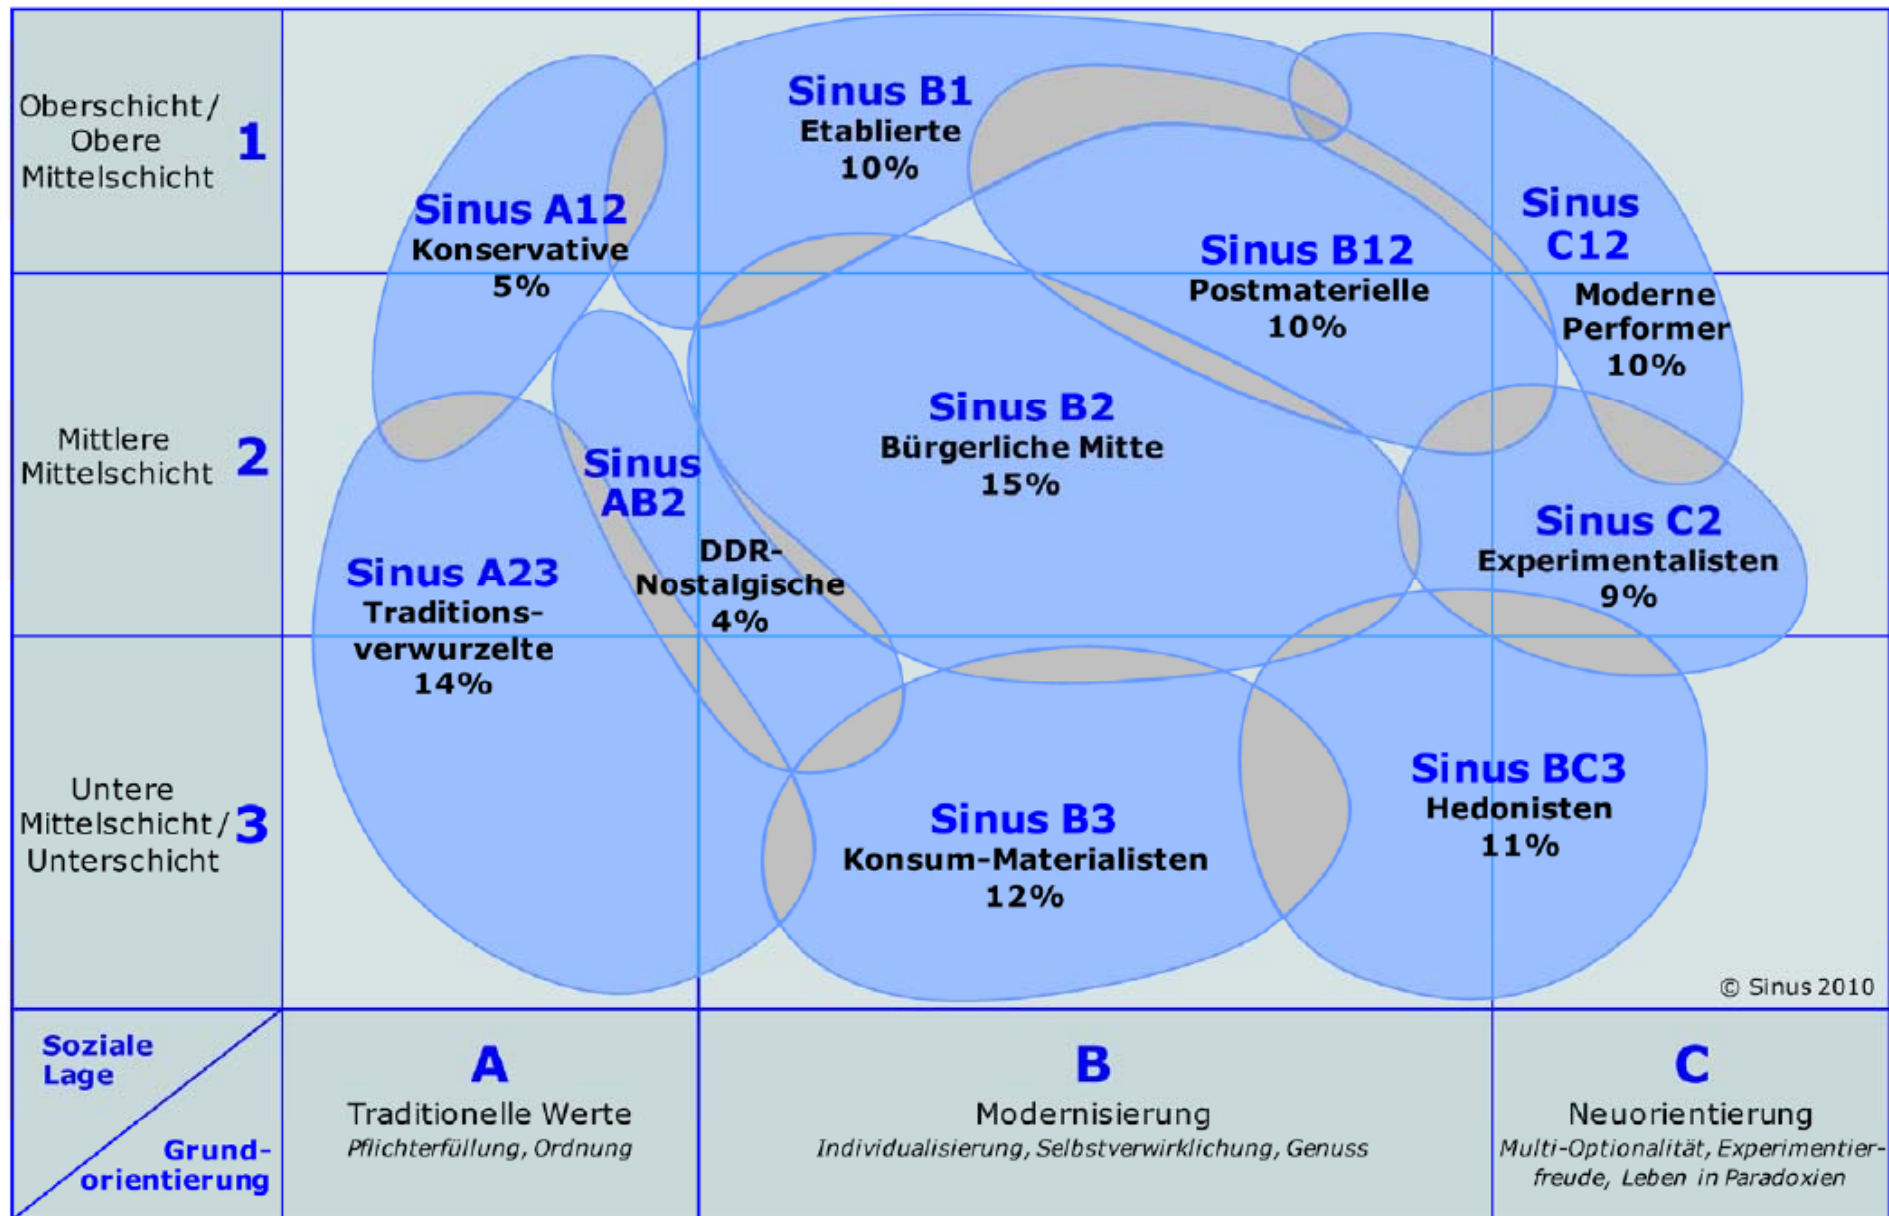 Oberschicht/
Obere
Mittelschicht
1
Sinus B1
Etablierte
10%
Sinus A12
Konservative
5%
Sinus B12
Postmaterielle
10%
Sinus
C12
Moderne
Performer
10%
Mittlere
Mittelschicht
2
Sinus B2
Bürgerliche Mitte
15%
Sinus
AB2
DDR-
Nostalgische
4%
Sinus A23
Traditions-
verwurzelte
14%
Sinus C2
Experimentalisten
9%
Untere
Mittelschicht/
Unterschicht
3
Sinus B3
Konsum-Materialisten
12%
Sinus BC3
Hedonisten
11%
© Sinus 2010
Soziale
Lage
Grund-
orientierung
A
Traditionelle Werte
Pflichterfüllung, Ordnung
B
Modernisierung
Individualisierung, Selbstverwirklichung, Genuss
C
Neuorientierung
Multi-Optionalität, Experimentier-
freude, Leben in Paradoxien